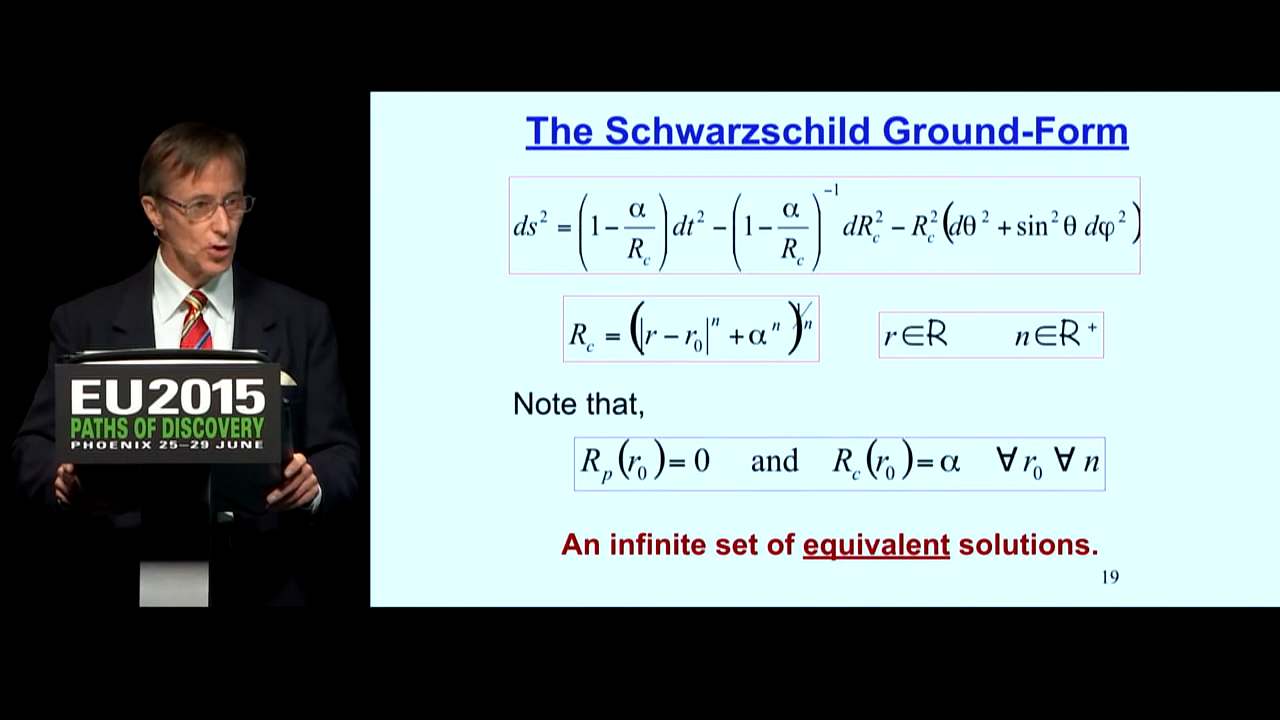 The Schwarzschild Ground-Form
ds² = (1 − α/R_c) dt² − (1 − α/R_c)⁻¹ dR_c² − R_c² (dθ² + sin²θ dφ²)
R_c = (|r − r₀|ⁿ + αⁿ)^(1/n) r∈R n∈R⁺
Note that,
R_p(r₀) = 0 and R_c(r₀) = α ∀ r₀ ∀ n
An infinite set of equivalent solutions.
19
EU2015
PATHS OF DISCOVERY
PHOENIX 25–29 JUNE